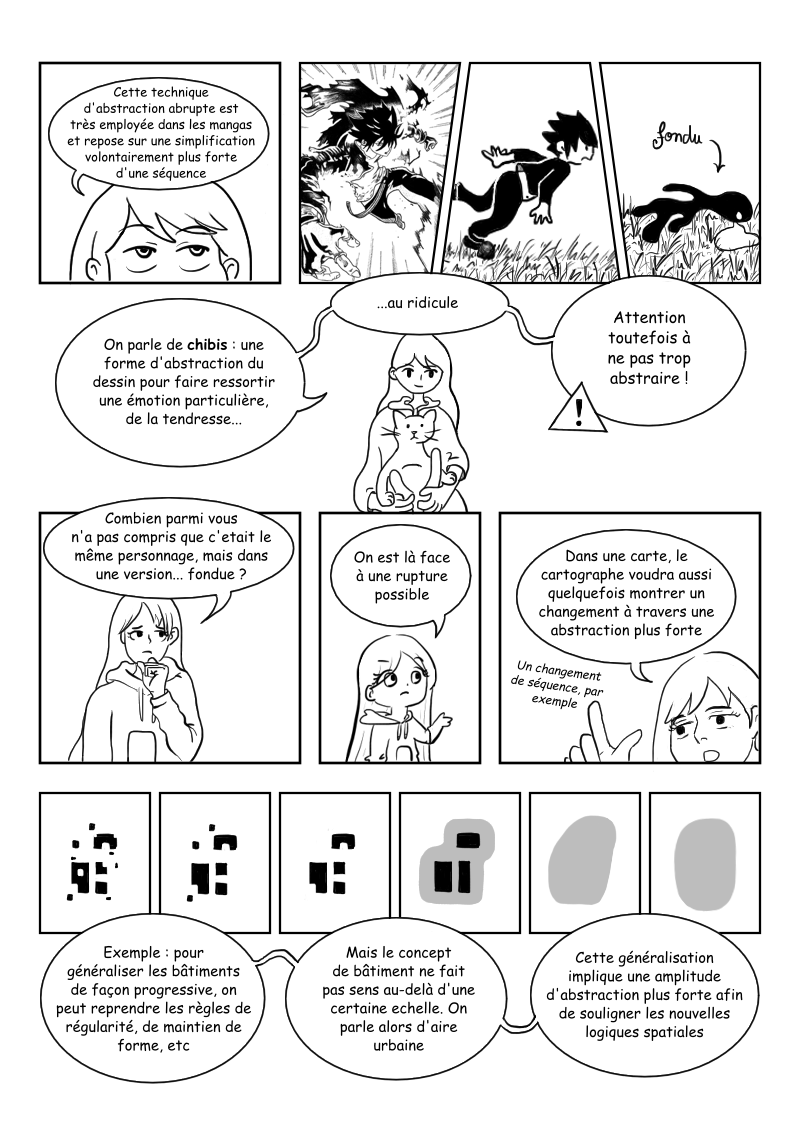 Cette technique
d'abstraction abrupte est
très employée dans les mangas
et repose sur une simplification
volontairement plus forte
d'une séquence
fondu
On parle de chibis : une
forme d'abstraction du
dessin pour faire ressortir
une émotion particulière,
de la tendresse...
...au ridicule
Attention
toutefois à
ne pas trop
abstraire !
!
Combien parmi vous
n'a pas compris que c'etait le
même personnage, mais dans
une version... fondue ?
On est là face
à une rupture
possible
Dans une carte, le
cartographe voudra aussi
quelquefois montrer un
changement à travers une
abstraction plus forte
Un changement
de séquence, par
exemple
Exemple : pour
généraliser les bâtiments
de façon progressive, on
peut reprendre les règles de
régularité, de maintien de
forme, etc
Mais le concept
de bâtiment ne fait
pas sens au-delà d'une
certaine echelle. On
parle alors d'aire
urbaine
Cette généralisation
implique une amplitude
d'abstraction plus forte afin
de souligner les nouvelles
logiques spatiales